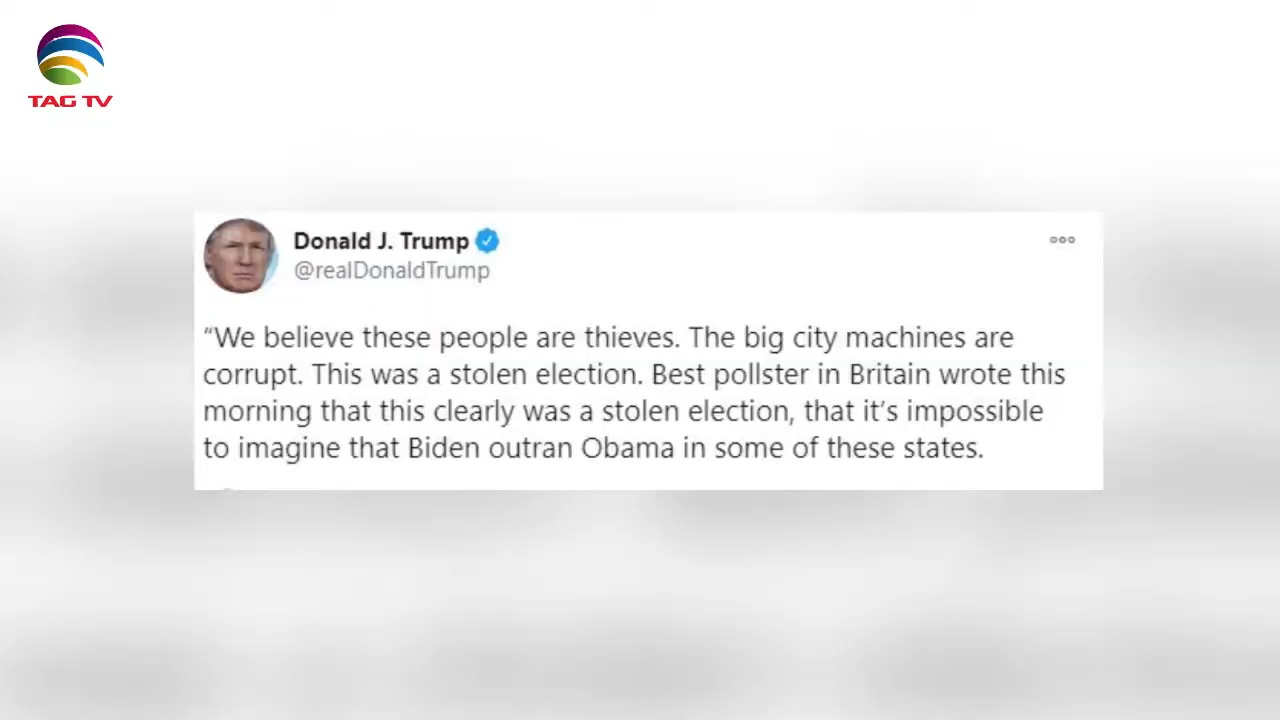 TAG TV
Donald J. Trump
@realDonaldTrump
“We believe these people are thieves. The big city machines are
corrupt. This was a stolen election. Best pollster in Britain wrote this
morning that this clearly was a stolen election, that it’s impossible
to imagine that Biden outran Obama in some of these states.